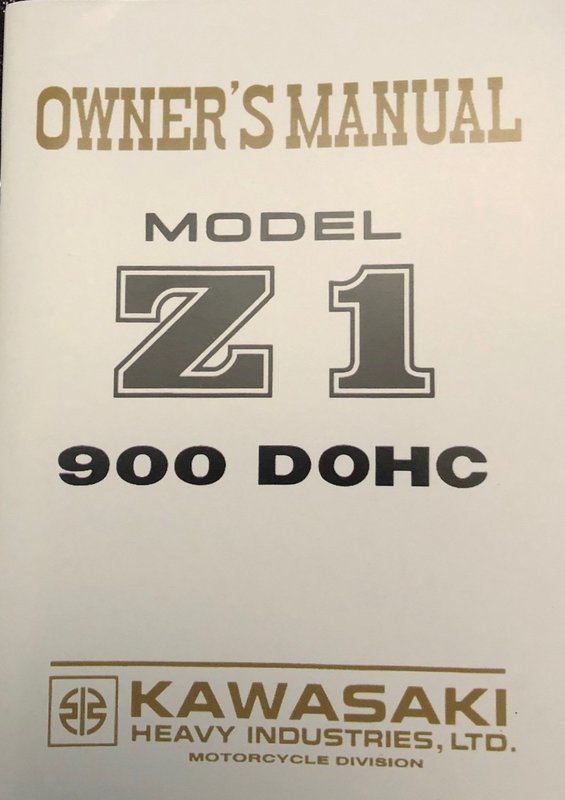 OWNER'S MANUAL
MODEL
Z1
900 DOHC
KAWASAKI
HEAVY INDUSTRIES, LTD.
MOTORCYCLE DIVISION